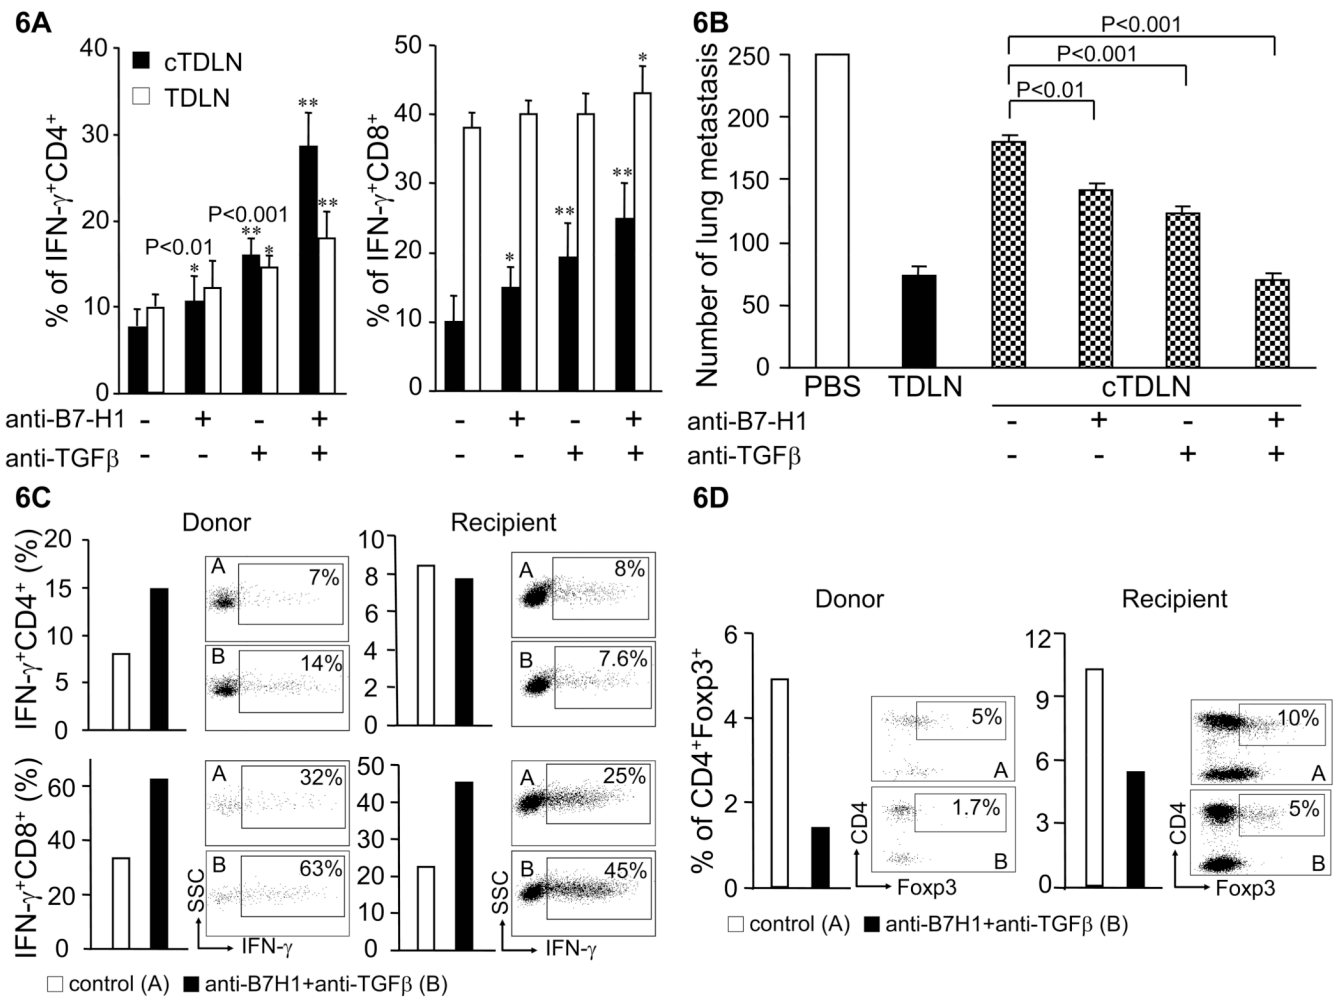 6A
% of IFN-γ⁺CD4⁺
40
30
20
10
0
cTDLN
TDLN
P<0.01
P<0.001
*
**
*
**
**
% of IFN-γ⁺CD8⁺
50
40
30
20
10
0
*
**
**
*
anti-B7-H1 - + - + - + - +
anti-TGFβ - - + + - - + +
6B
Number of lung metastasis
250
200
150
100
50
0
P<0.001
P<0.001
P<0.01
PBS TDLN cTDLN
anti-B7-H1 - + - +
anti-TGFβ - - + +
6C
Donor
Recipient
IFN-γ⁺CD4⁺ (%)
20
15
10
5
0
A 7%
B 14%
10
8
6
4
2
0
A 8%
B 7.6%
IFN-γ⁺CD8⁺ (%)
60
40
20
0
A 32%
B 63%
SSC
IFN-γ
50
40
30
20
10
0
A 25%
B 45%
SSC
IFN-γ
control (A) anti-B7H1+anti-TGFβ (B)
6D
Donor
Recipient
% of CD4⁺Foxp3⁺
6
4
2
0
5%
A
1.7%
B
CD4
Foxp3
12
9
6
3
0
10%
A
5%
B
CD4
Foxp3
control (A) anti-B7H1+anti-TGFβ (B)